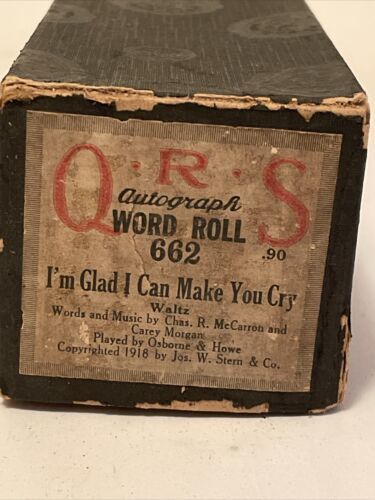 Q·R·S
Autograph
WORD ROLL
662 .90
I'm Glad I Can Make You Cry
Waltz
Words and Music by Chas. R. McCarron and
Carey Morgan
Played by Osborne & Howe
Copyrighted 1918 by Jos. W. Stern & Co.